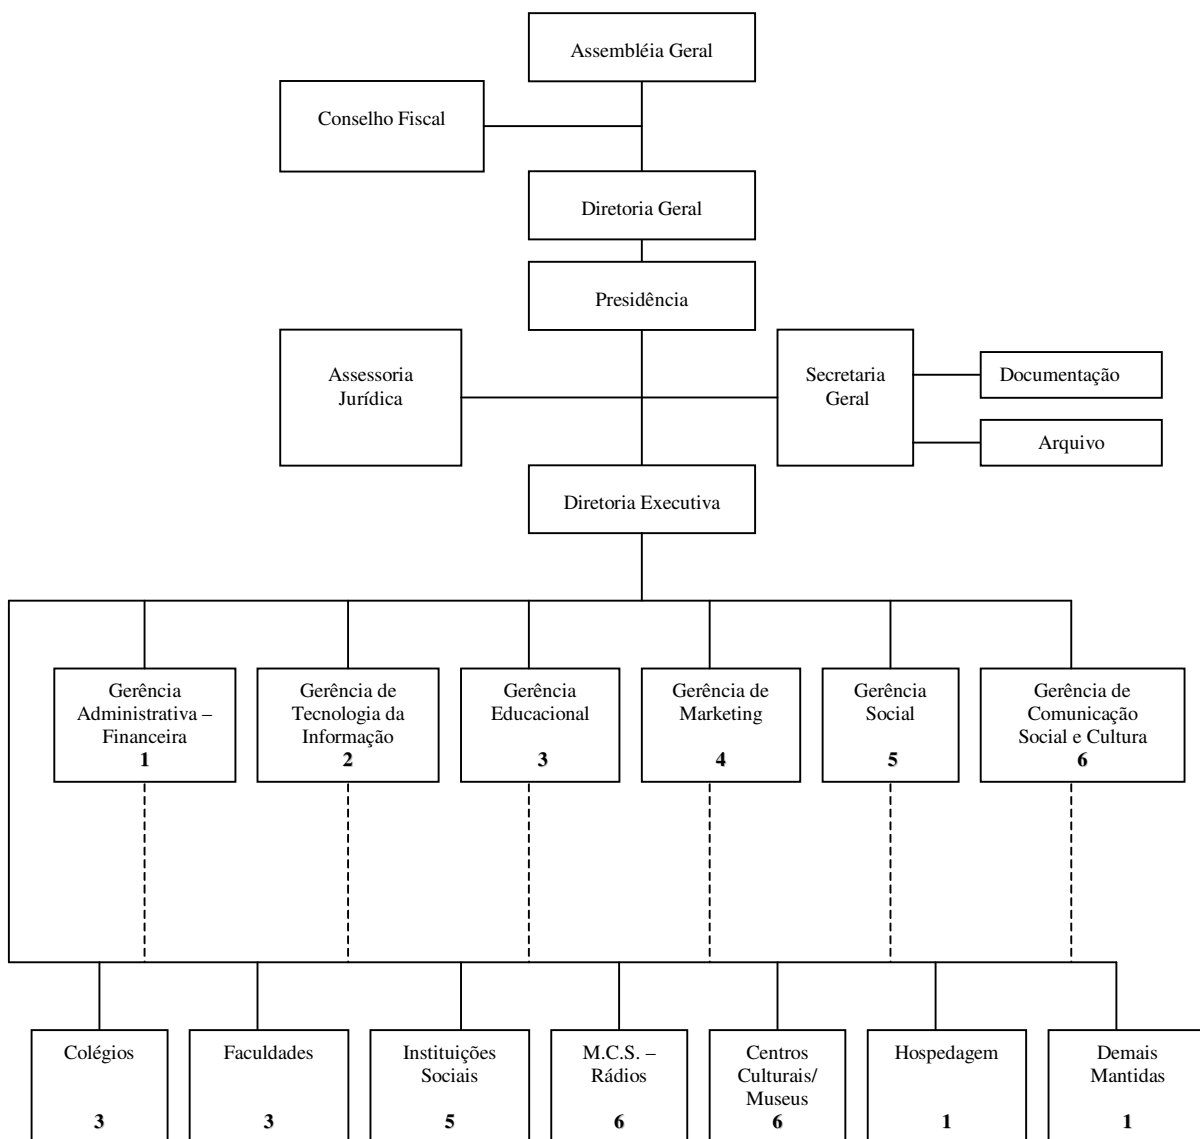 Assembléia Geral
Conselho Fiscal
Diretoria Geral
Presidência
Assessoria
Jurídica
Secretaria
Geral
Documentação
Arquivo
Diretoria Executiva
Gerência
Administrativa –
Financeira
1
Gerência de
Tecnologia da
Informação
2
Gerência
Educacional
3
Gerência de
Marketing
4
Gerência
Social
5
Gerência de
Comunicação
Social e Cultura
6
Colégios
3
Faculdades
3
Instituições
Sociais
5
M.C.S. –
Rádios
6
Centros
Culturais/
Museus
6
Hospedagem
1
Demais
Mantidas
1